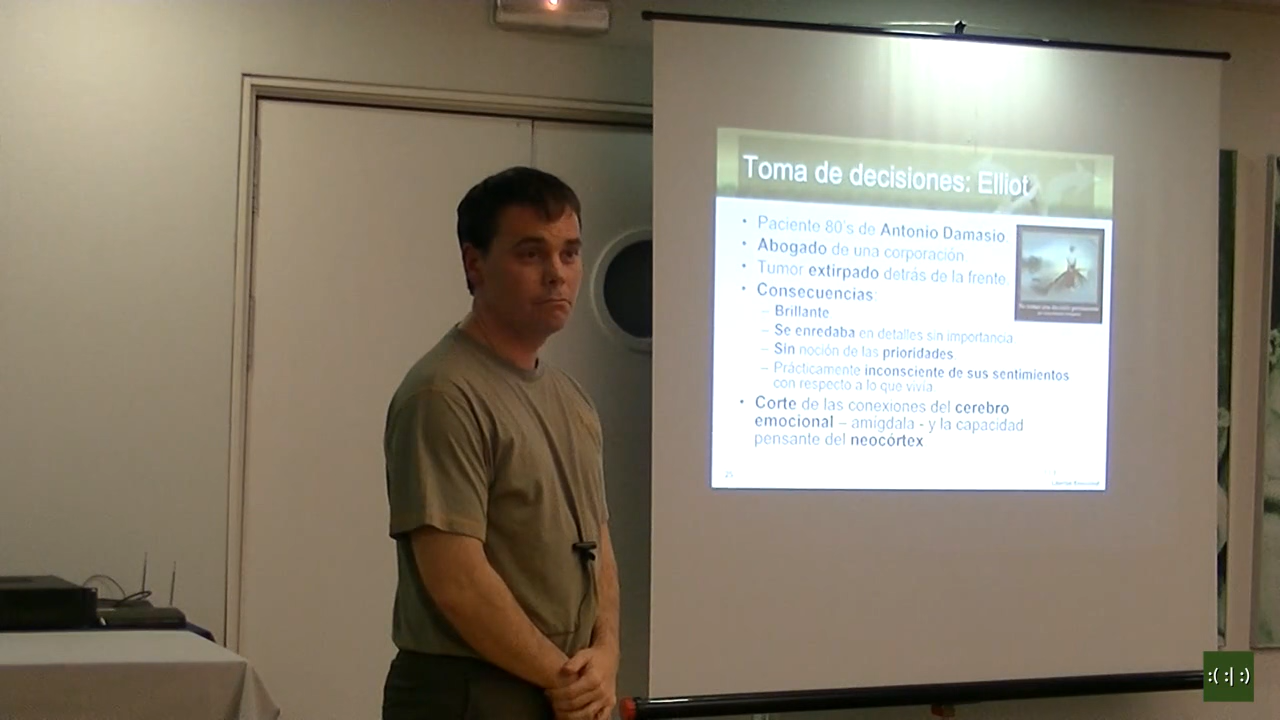 Toma de decisiones: Elliot
• Paciente 80's de Antonio Damasio
• Abogado de una corporación
• Tumor extirpado detrás de la frente
• Consecuencias:
– Brillante
– Se enredaba en detalles sin importancia
– Sin noción de las prioridades
– Prácticamente inconsciente de sus sentimientos
con respecto a lo que vivía
• Corte de las conexiones del cerebro
emocional – amigdala - y la capacidad
pensante del neocórtex
:( :| :)